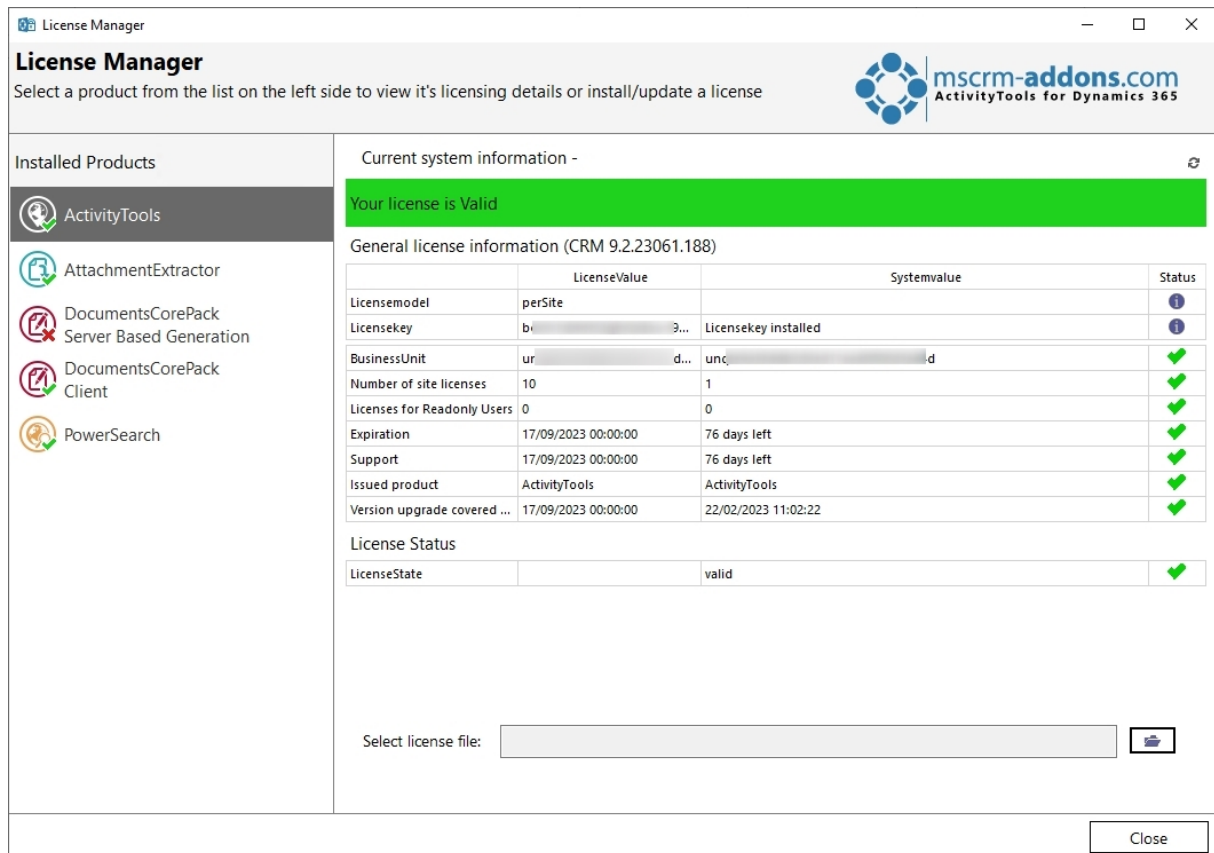 License Manager
License Manager
Select a product from the list on the left side to view it's licensing details or install/update a license
mscrm-addons.com
ActivityTools for Dynamics 365
Installed Products
ActivityTools
AttachmentExtractor
DocumentsCorePack
Server Based Generation
DocumentsCorePack
Client
PowerSearch
Current system information -
Your license is Valid
General license information (CRM 9.2.23061.188)
LicenseValue Systemvalue Status
Licensemodel perSite
Licensekey Licensekey installed
BusinessUnit
Number of site licenses 10 1
Licenses for Readonly Users 0 0
Expiration 17/09/2023 00:00:00 76 days left
Support 17/09/2023 00:00:00 76 days left
Issued product ActivityTools ActivityTools
Version upgrade covered ... 17/09/2023 00:00:00 22/02/2023 11:02:22
License Status
LicenseState valid
Select license file:
Close